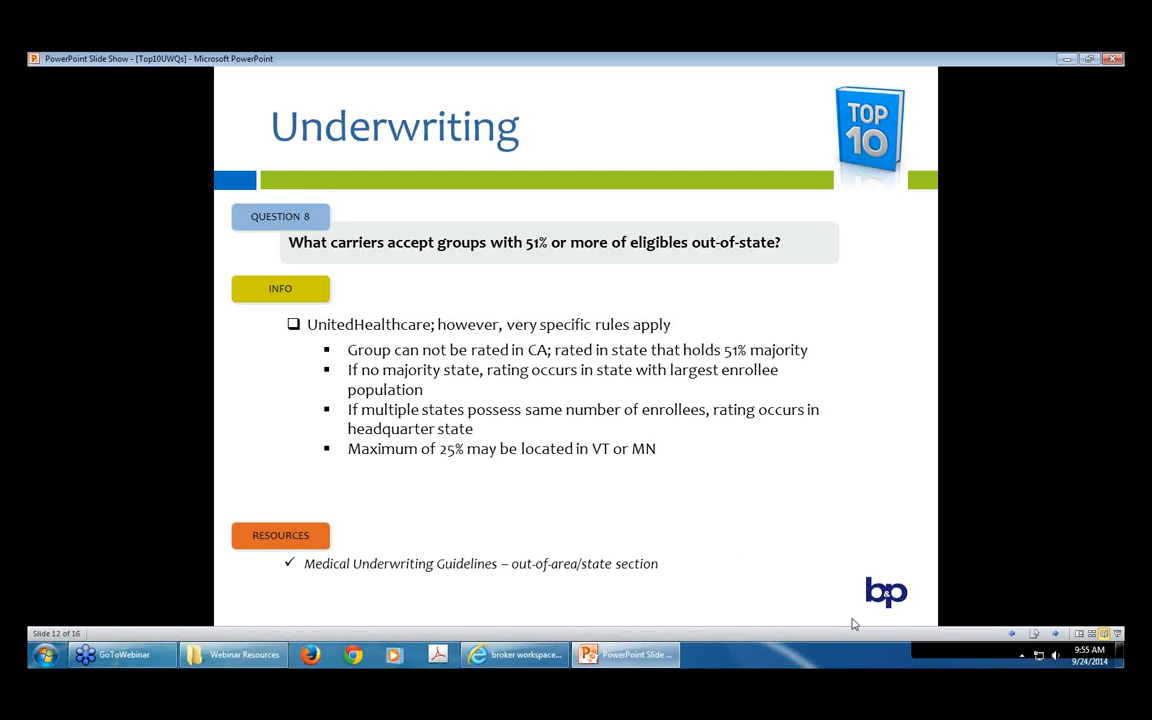 PowerPoint Slide Show - [Top10UWQs] - Microsoft PowerPoint
Underwriting
TOP
10
QUESTION 8
What carriers accept groups with 51% or more of eligibles out-of-state?
INFO
UnitedHealthcare; however, very specific rules apply
Group can not be rated in CA; rated in state that holds 51% majority
If no majority state, rating occurs in state with largest enrollee
population
If multiple states possess same number of enrollees, rating occurs in
headquarter state
Maximum of 25% may be located in VT or MN
RESOURCES
Medical Underwriting Guidelines – out-of-area/state section
b&p
Slide 12 of 16
GoToWebinar
Webinar Resources
broker workspace...
PowerPoint Slide ...
9:55 AM
9/24/2014